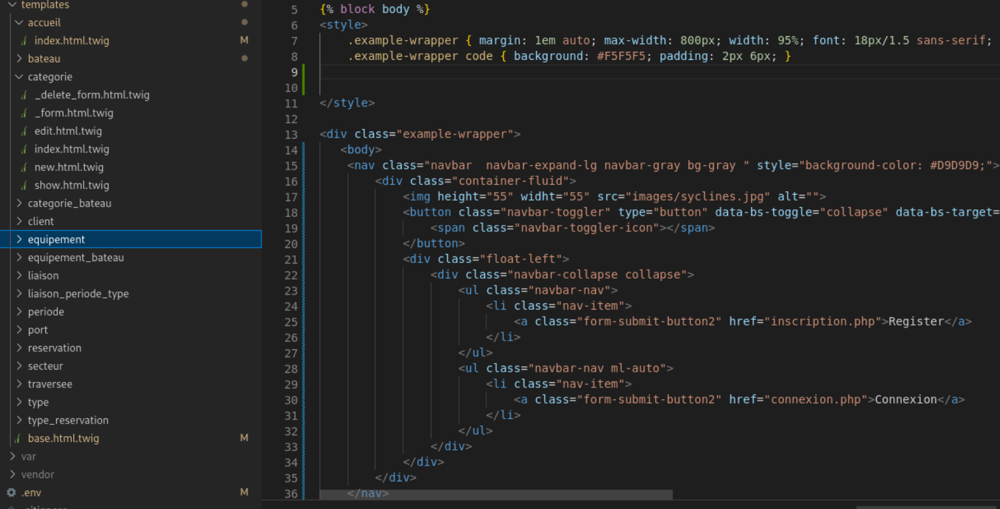 templates
accueil
index.html.twig M
bateau
categorie
_delete_form.html.twig
_form.html.twig
edit.html.twig
index.html.twig
new.html.twig
show.html.twig
categorie_bateau
client
equipement
equipement_bateau
liaison
liaison_periode_type
periode
port
reservation
secteur
traversee
type
type_reservation
base.html.twig M
var
vendor
.env M
.gitignore
5 {% block body %}
6 <style>
7 .example-wrapper { margin: 1em auto; max-width: 800px; width: 95%; font: 18px/1.5 sans-serif;
8 .example-wrapper code { background: #F5F5F5; padding: 2px 6px; }
9
10
11 </style>
12
13 <div class="example-wrapper">
14 <body>
15 <nav class="navbar  navbar-expand-lg navbar-gray bg-gray " style="background-color: #D9D9D9;">
16 <div class="container-fluid">
17 <img height="55" widht="55" src="images/syclines.jpg" alt="">
18 <button class="navbar-toggler" type="button" data-bs-toggle="collapse" data-bs-target=
19 <span class="navbar-toggler-icon"></span>
20 </button>
21 <div class="float-left">
22 <div class="navbar-collapse collapse">
23 <ul class="navbar-nav">
24 <li class="nav-item">
25 <a class="form-submit-button2" href="inscription.php">Register</a>
26 </li>
27 </ul>
28 <ul class="navbar-nav ml-auto">
29 <li class="nav-item">
30 <a class="form-submit-button2" href="connexion.php">Connexion</a>
31 </li>
32 </ul>
33 </div>
34 </div>
35 </div>
36 </nav>